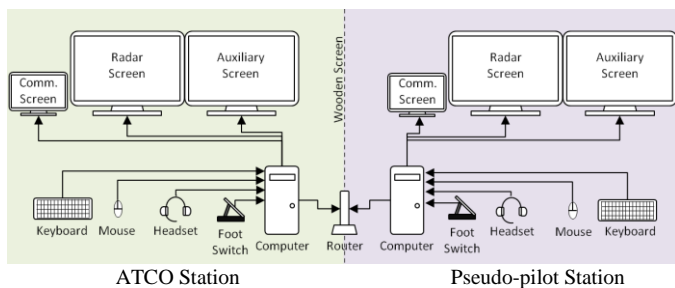 Radar
Screen
Auxiliary
Screen
Comm.
Screen
Wooden Screen
Radar
Screen
Auxiliary
Screen
Comm.
Screen
Keyboard
Mouse
Headset
Foot
Switch
Computer
Router
Computer
Foot
Switch
Headset
Mouse
Keyboard
ATCO Station
Pseudo-pilot Station